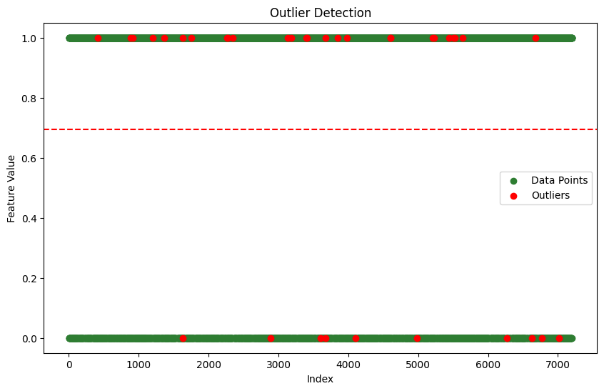 Outlier Detection
1.0
0.8
0.6
0.4
0.2
0.0
Feature Value
Data Points
Outliers
0 1000 2000 3000 4000 5000 6000 7000
Index